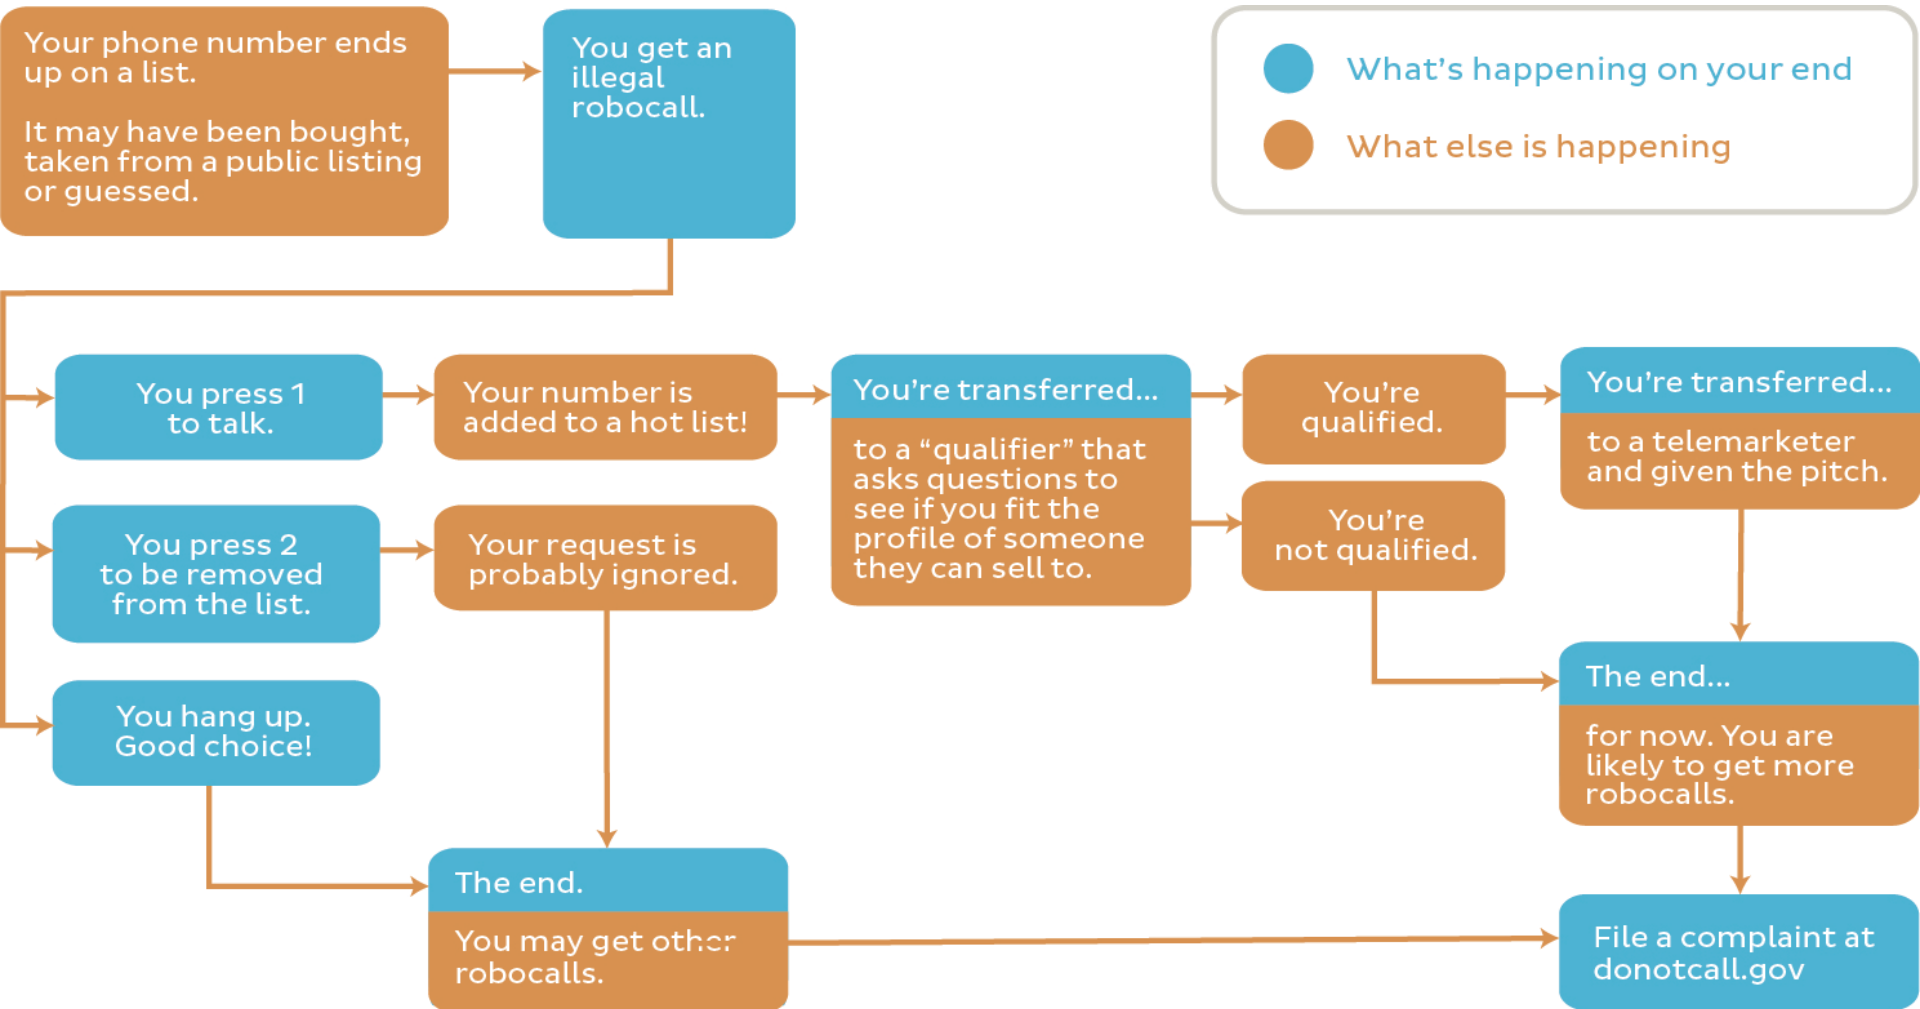 Your phone number ends
up on a list.
It may have been bought,
taken from a public listing
or guessed.
You get an
illegal
robocall.
What's happening on your end
What else is happening
You press 1
to talk.
Your number is
added to a hot list!
You're transferred...
to a “qualifier” that
asks questions to
see if you fit the
profile of someone
they can sell to.
You're
qualified.
You're transferred...
to a telemarketer
and given the pitch.
You press 2
to be removed
from the list.
Your request is
probably ignored.
You're
not qualified.
You hang up.
Good choice!
The end...
for now. You are
likely to get more
robocalls.
The end.
You may get other
robocalls.
File a complaint at
donotcall.gov